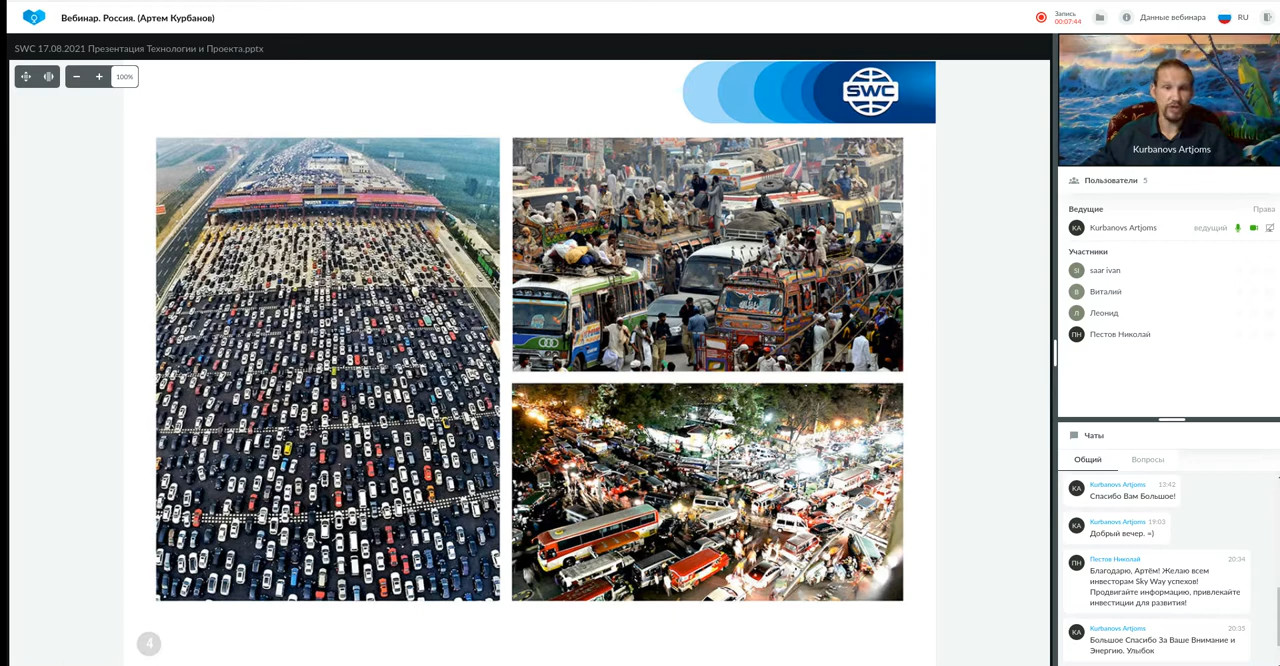 Вебинар. Россия. (Артем Курбанов)
Запись
00:07:44
Данные вебинара
RU
SWC 17.08.2021 Презентация Технологии и Проекта.pptx
100%
SWC
Kurbanovs Artjoms
Пользователи 5
Ведущие Права
KA Kurbanovs Artjoms ведущий
Участники
SI saar ivan
В Виталий
Л Леонид
ПН Пестов Николай
Чаты
Общий Вопросы
KA Kurbanovs Artjoms 13:42
Спасибо Вам Большое!
KA Kurbanovs Artjoms 19:03
Добрый вечер. =)
ПН Пестов Николай 20:34
Благодарю, Артём! Желаю всем
инвесторам Sky Way успехов!
Продвигайте информацию, привлекайте
инвестиции для развития!
KA Kurbanovs Artjoms 20:35
Большое Спасибо За Ваше Внимание и
Энергию. Улыбок
4